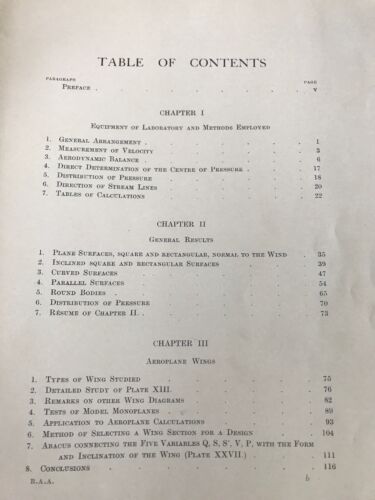 TABLE OF CONTENTS
PARAGRAPH PAGE
PREFACE . . . . . . . . v
CHAPTER I
EQUIPMENT OF LABORATORY AND METHODS EMPLOYED
1. GENERAL ARRANGEMENT . . . . . . 1
2. MEASUREMENT OF VELOCITY . . . . . . 3
3. AERODYNAMIC BALANCE . . . . . . 6
4. DIRECT DETERMINATION OF THE CENTRE OF PRESSURE . . . 17
5. DISTRIBUTION OF PRESSURE . . . . . . 18
6. DIRECTION OF STREAM LINES . . . . . . 20
7. TABLES OF CALCULATIONS . . . . . . 22
CHAPTER II
GENERAL RESULTS
1. PLANE SURFACES, SQUARE AND RECTANGULAR, NORMAL TO THE WIND . 35
2. INCLINED SQUARE AND RECTANGULAR SURFACES . . . . 39
3. CURVED SURFACES . . . . . . 47
4. PARALLEL SURFACES . . . . . . 54
5. ROUND BODIES . . . . . . . 65
6. DISTRIBUTION OF PRESSURE . . . . . . 70
7. RÉSUMÉ OF CHAPTER II. . . . . . . 73
CHAPTER III
AEROPLANE WINGS
1. TYPES OF WING STUDIED . . . . . . 75
2. DETAILED STUDY OF PLATE XIII. . . . . . 76
3. REMARKS ON OTHER WING DIAGRAMS . . . . . 82
4. TESTS OF MODEL MONOPLANES . . . . . . 89
5. APPLICATION TO AEROPLANE CALCULATIONS . . . . 93
6. METHOD OF SELECTING A WING SECTION FOR A DESIGN . . . 104
7. ABACUS CONNECTING THE FIVE VARIABLES Q, S, S', V, P, WITH THE FORM
AND INCLINATION OF THE WING (PLATE XXVII.) . . . 111
8. CONCLUSIONS . . . . . . . 116
R.A.A. b